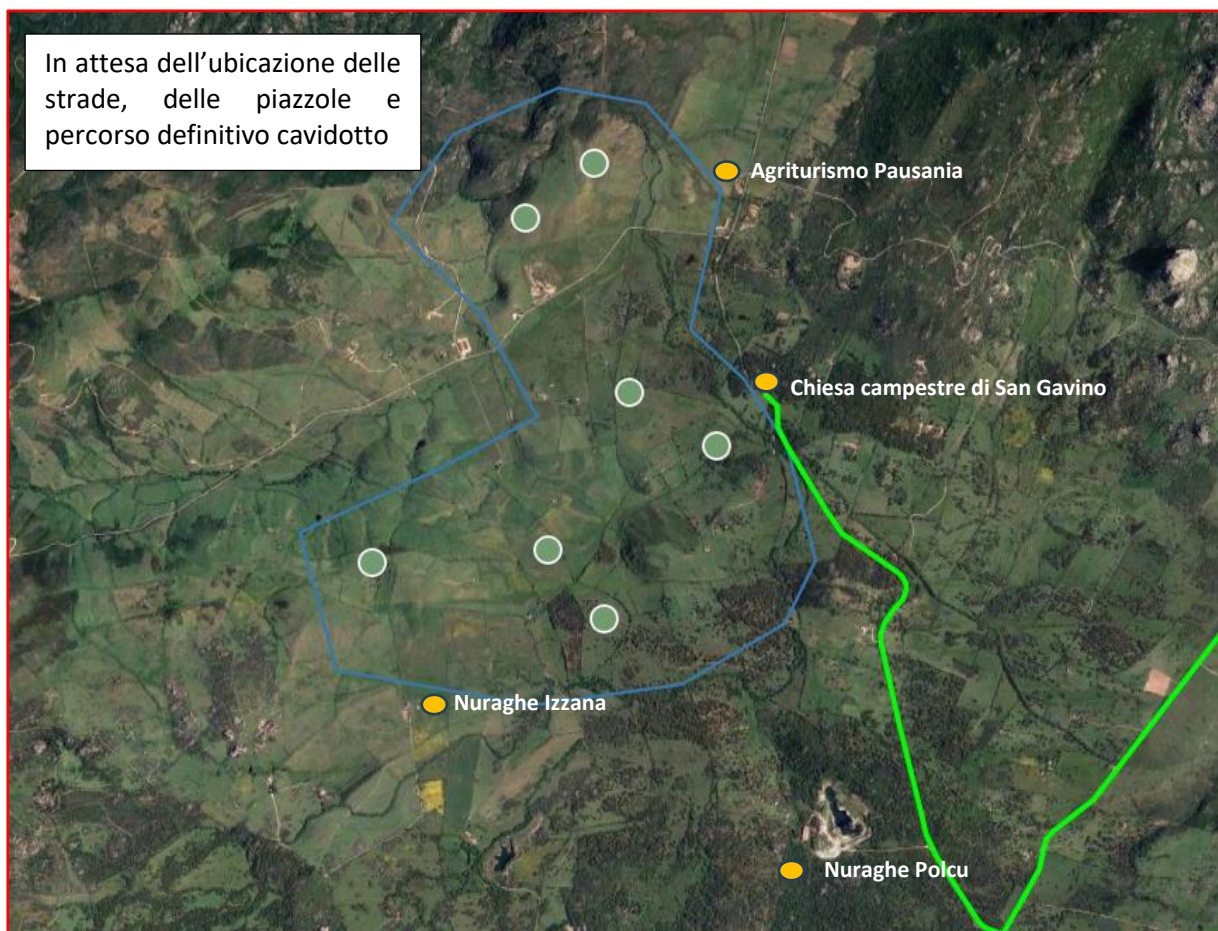 In attesa dell’ubicazione delle
strade, delle piazzole e
percorso definitivo cavidotto
Agriturismo Pausania
Chiesa campestre di San Gavino
Nuraghe Izzana
Nuraghe Polcu